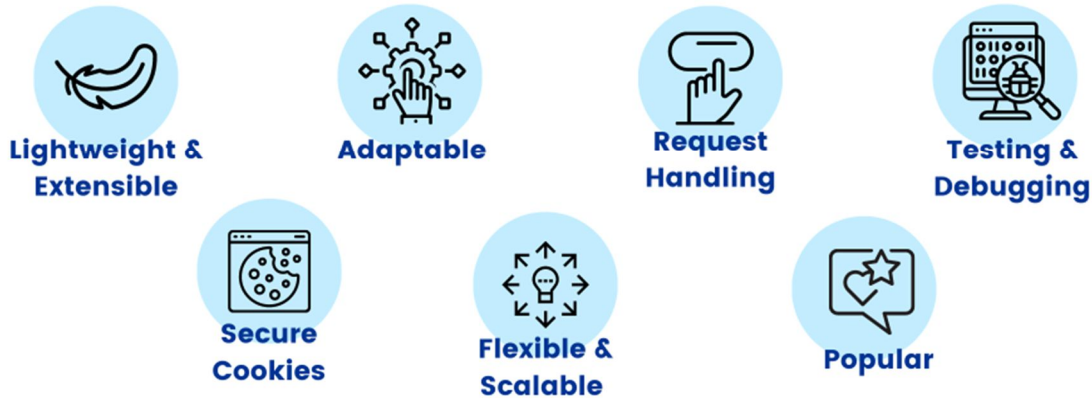 Lightweight &
Extensible
Adaptable
Request
Handling
Testing &
Debugging
Secure
Cookies
Flexible &
Scalable
Popular